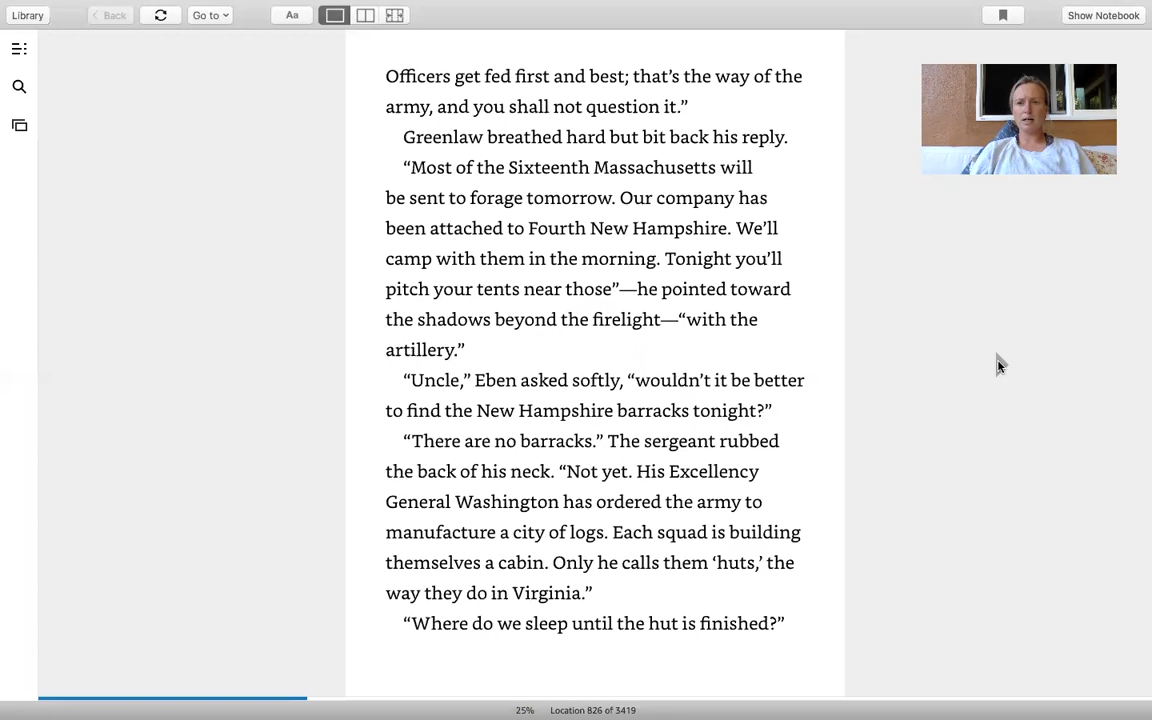 Library
Back
Go to
Aa
Show Notebook
Officers get fed first and best; that’s the way of the
army, and you shall not question it.”
Greenlaw breathed hard but bit back his reply.
“Most of the Sixteenth Massachusetts will
be sent to forage tomorrow. Our company has
been attached to Fourth New Hampshire. We’ll
camp with them in the morning. Tonight you’ll
pitch your tents near those”—he pointed toward
the shadows beyond the firelight—“with the
artillery.”
“Uncle,” Eben asked softly, “wouldn’t it be better
to find the New Hampshire barracks tonight?”
“There are no barracks.” The sergeant rubbed
the back of his neck. “Not yet. His Excellency
General Washington has ordered the army to
manufacture a city of logs. Each squad is building
themselves a cabin. Only he calls them ‘huts,’ the
way they do in Virginia.”
“Where do we sleep until the hut is finished?”
25% Location 826 of 3419